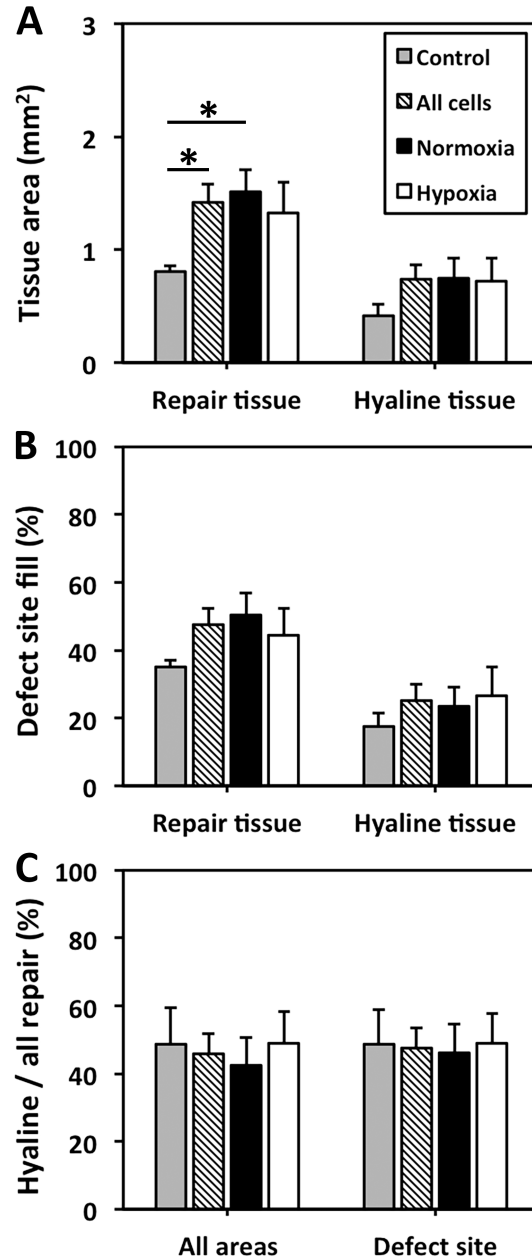 A
Tissue area (mm²)
3
2
1
0
Control
All cells
Normoxia
Hypoxia
*
*
Repair tissue Hyaline tissue
B
Defect site fill (%)
100
80
60
40
20
0
Repair tissue Hyaline tissue
C
Hyaline / all repair (%)
100
80
60
40
20
0
All areas Defect site